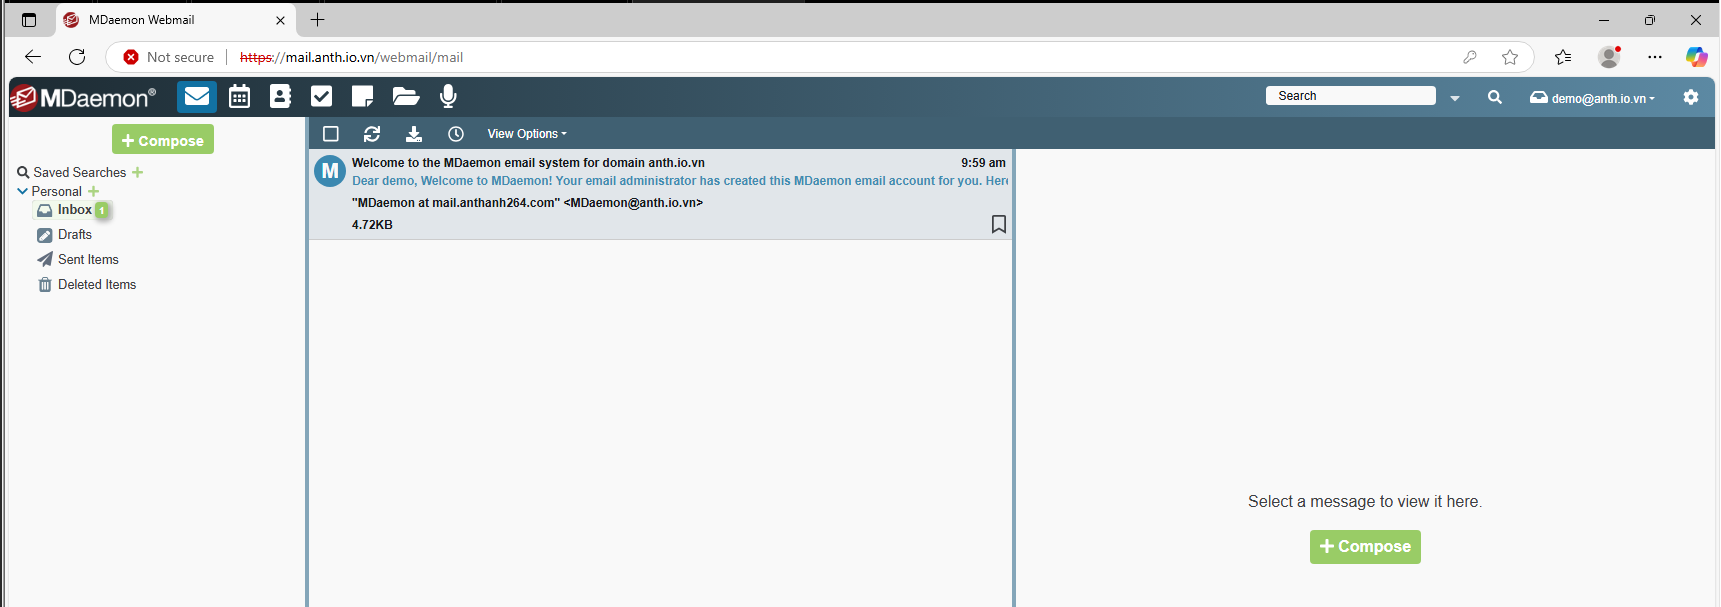 MDaemon Webmail
Not secure https://mail.anth.io.vn/webmail/mail
MDaemon® Search demo@anth.io.vn
+ Compose View Options
Saved Searches +
Personal +
Inbox 1
Drafts
Sent Items
Deleted Items
M Welcome to the MDaemon email system for domain anth.io.vn 9:59 am
Dear demo, Welcome to MDaemon! Your email administrator has created this MDaemon email account for you. Here
"MDaemon at mail.anthanh264.com" <MDaemon@anth.io.vn>
4.72KB
Select a message to view it here.
+ Compose